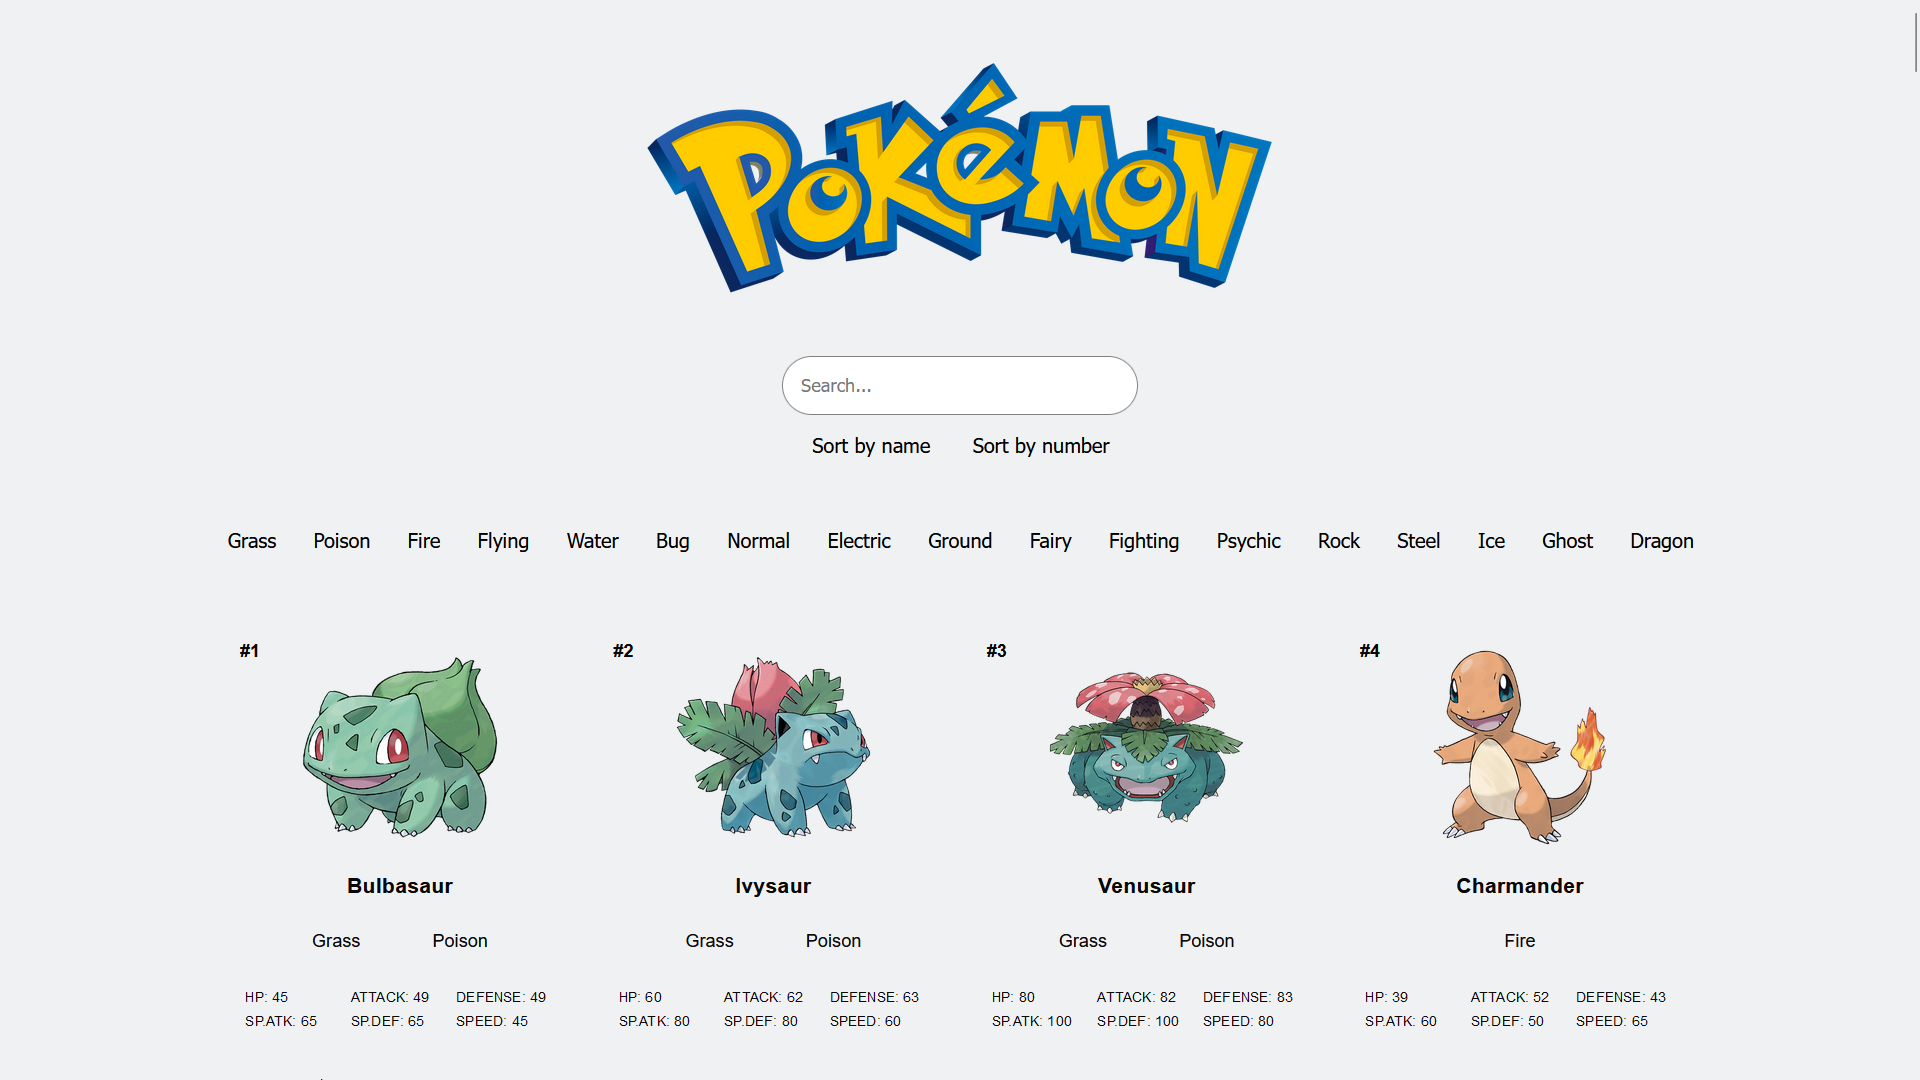 POKéMON
Search...
Sort by name Sort by number
Grass Poison Fire Flying Water Bug Normal Electric Ground Fairy Fighting Psychic Rock Steel Ice Ghost Dragon
#1 #2 #3 #4
Bulbasaur Ivysaur Venusaur Charmander
Grass Poison Grass Poison Grass Poison Fire
HP: 45 ATTACK: 49 DEFENSE: 49 HP: 60 ATTACK: 62 DEFENSE: 63 HP: 80 ATTACK: 82 DEFENSE: 83 HP: 39 ATTACK: 52 DEFENSE: 43
SP.ATK: 65 SP.DEF: 65 SPEED: 45 SP.ATK: 80 SP.DEF: 80 SPEED: 60 SP.ATK: 100 SP.DEF: 100 SPEED: 80 SP.ATK: 60 SP.DEF: 50 SPEED: 65